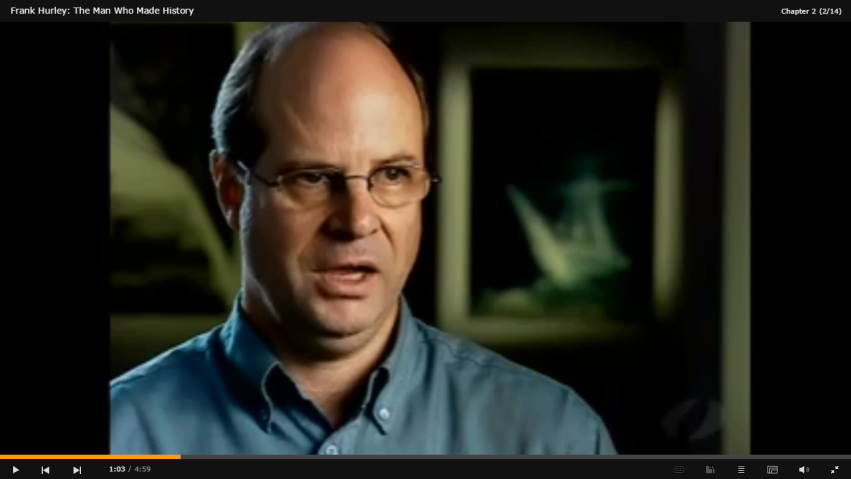 Frank Hurley: The Man Who Made History
Chapter 2 (2/14)
1:03 / 4:59